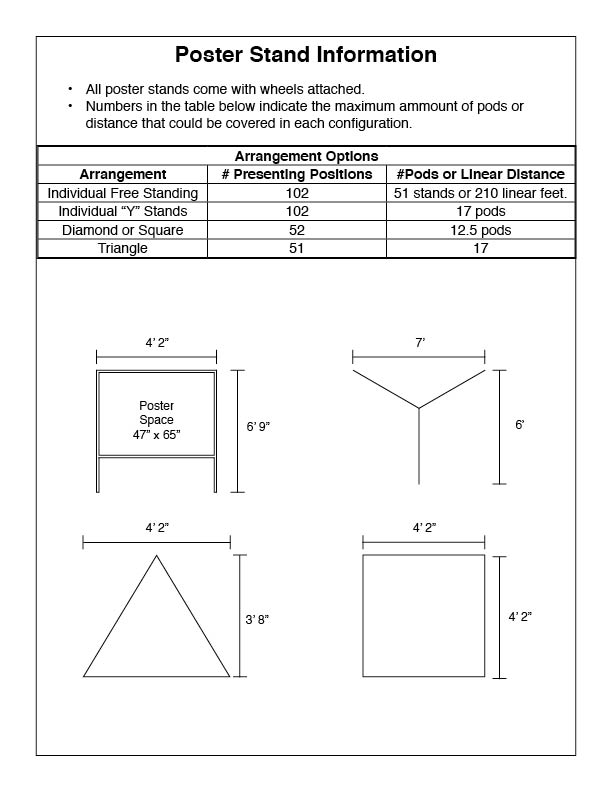 Poster Stand Information
• All poster stands come with wheels attached.
• Numbers in the table below indicate the maximum ammount of pods or
distance that could be covered in each configuration.
Arrangement Options
Arrangement # Presenting Positions #Pods or Linear Distance
Individual Free Standing 102 51 stands or 210 linear feet.
Individual “Y” Stands 102 17 pods
Diamond or Square 52 12.5 pods
Triangle 51 17
4’ 2”
7’
Poster
Space
47” x 65”
6’ 9”
6’
4’ 2”
4’ 2”
3’ 8”
4’ 2”